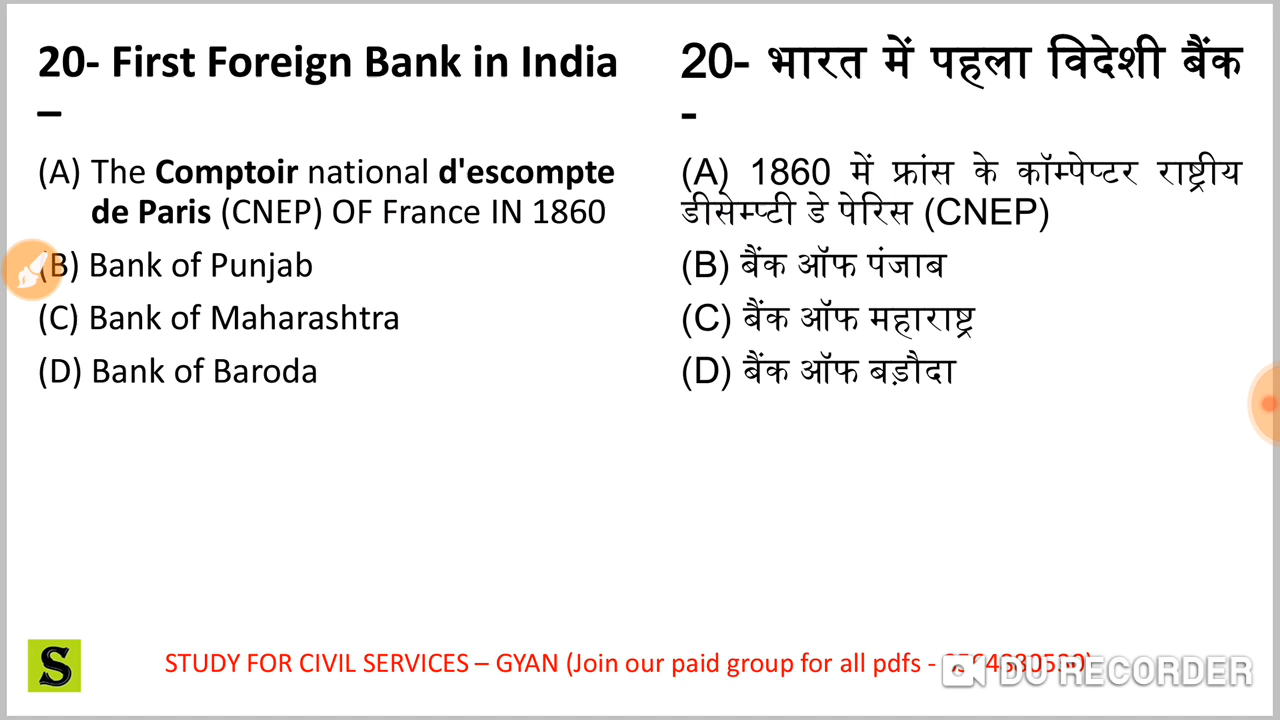 20- First Foreign Bank in India
–
(A) The Comptoir national d'escompte
de Paris (CNEP) OF France IN 1860
(B) Bank of Punjab
(C) Bank of Maharashtra
(D) Bank of Baroda
20- भारत में पहला विदेशी बैंक
-
(A) 1860 में फ्रांस के कॉम्पेप्टर राष्ट्रीय
डीसेम्प्टी डे पेरिस (CNEP)
(B) बैंक ऑफ पंजाब
(C) बैंक ऑफ महाराष्ट्र
(D) बैंक ऑफ बड़ौदा
S
STUDY FOR CIVIL SERVICES – GYAN (Join our paid group for all pdfs -
DU RECORDER